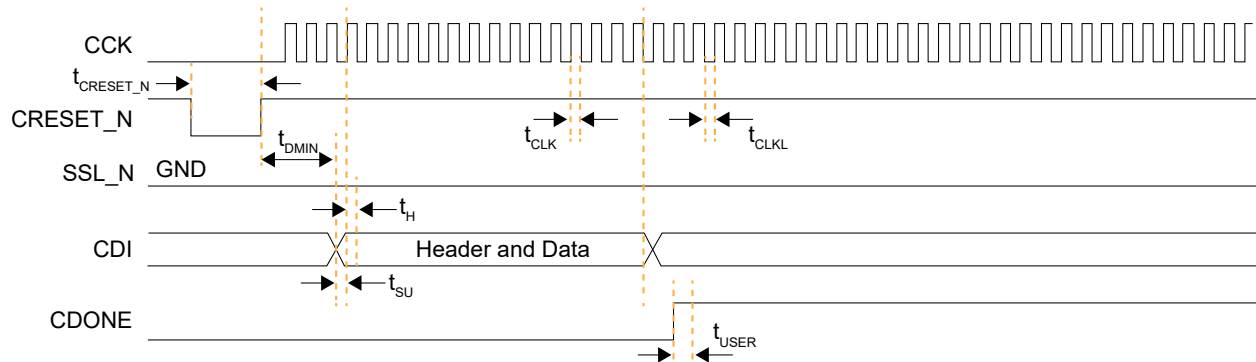 CCK
tCRESET_N
CRESET_N
tCLK
tCLKL
tDMIN
SSL_N GND
tH
CDI Header and Data
tSU
CDONE
tUSER